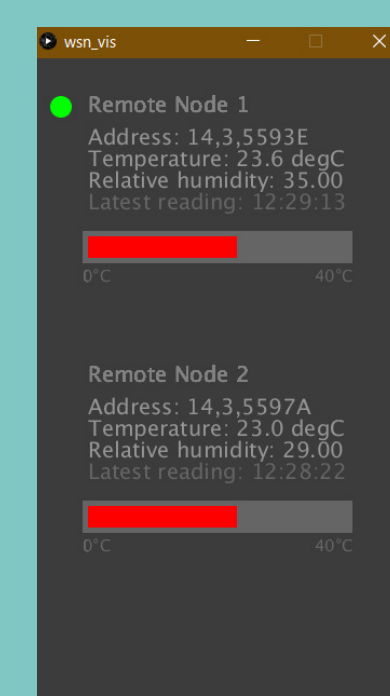 wsn_vis
Remote Node 1
Address: 14,3,5593E
Temperature: 23.6 degC
Relative humidity: 35.00
Latest reading: 12:29:13
0°C 40°C
Remote Node 2
Address: 14,3,5597A
Temperature: 23.0 degC
Relative humidity: 29.00
Latest reading: 12:28:22
0°C 40°C